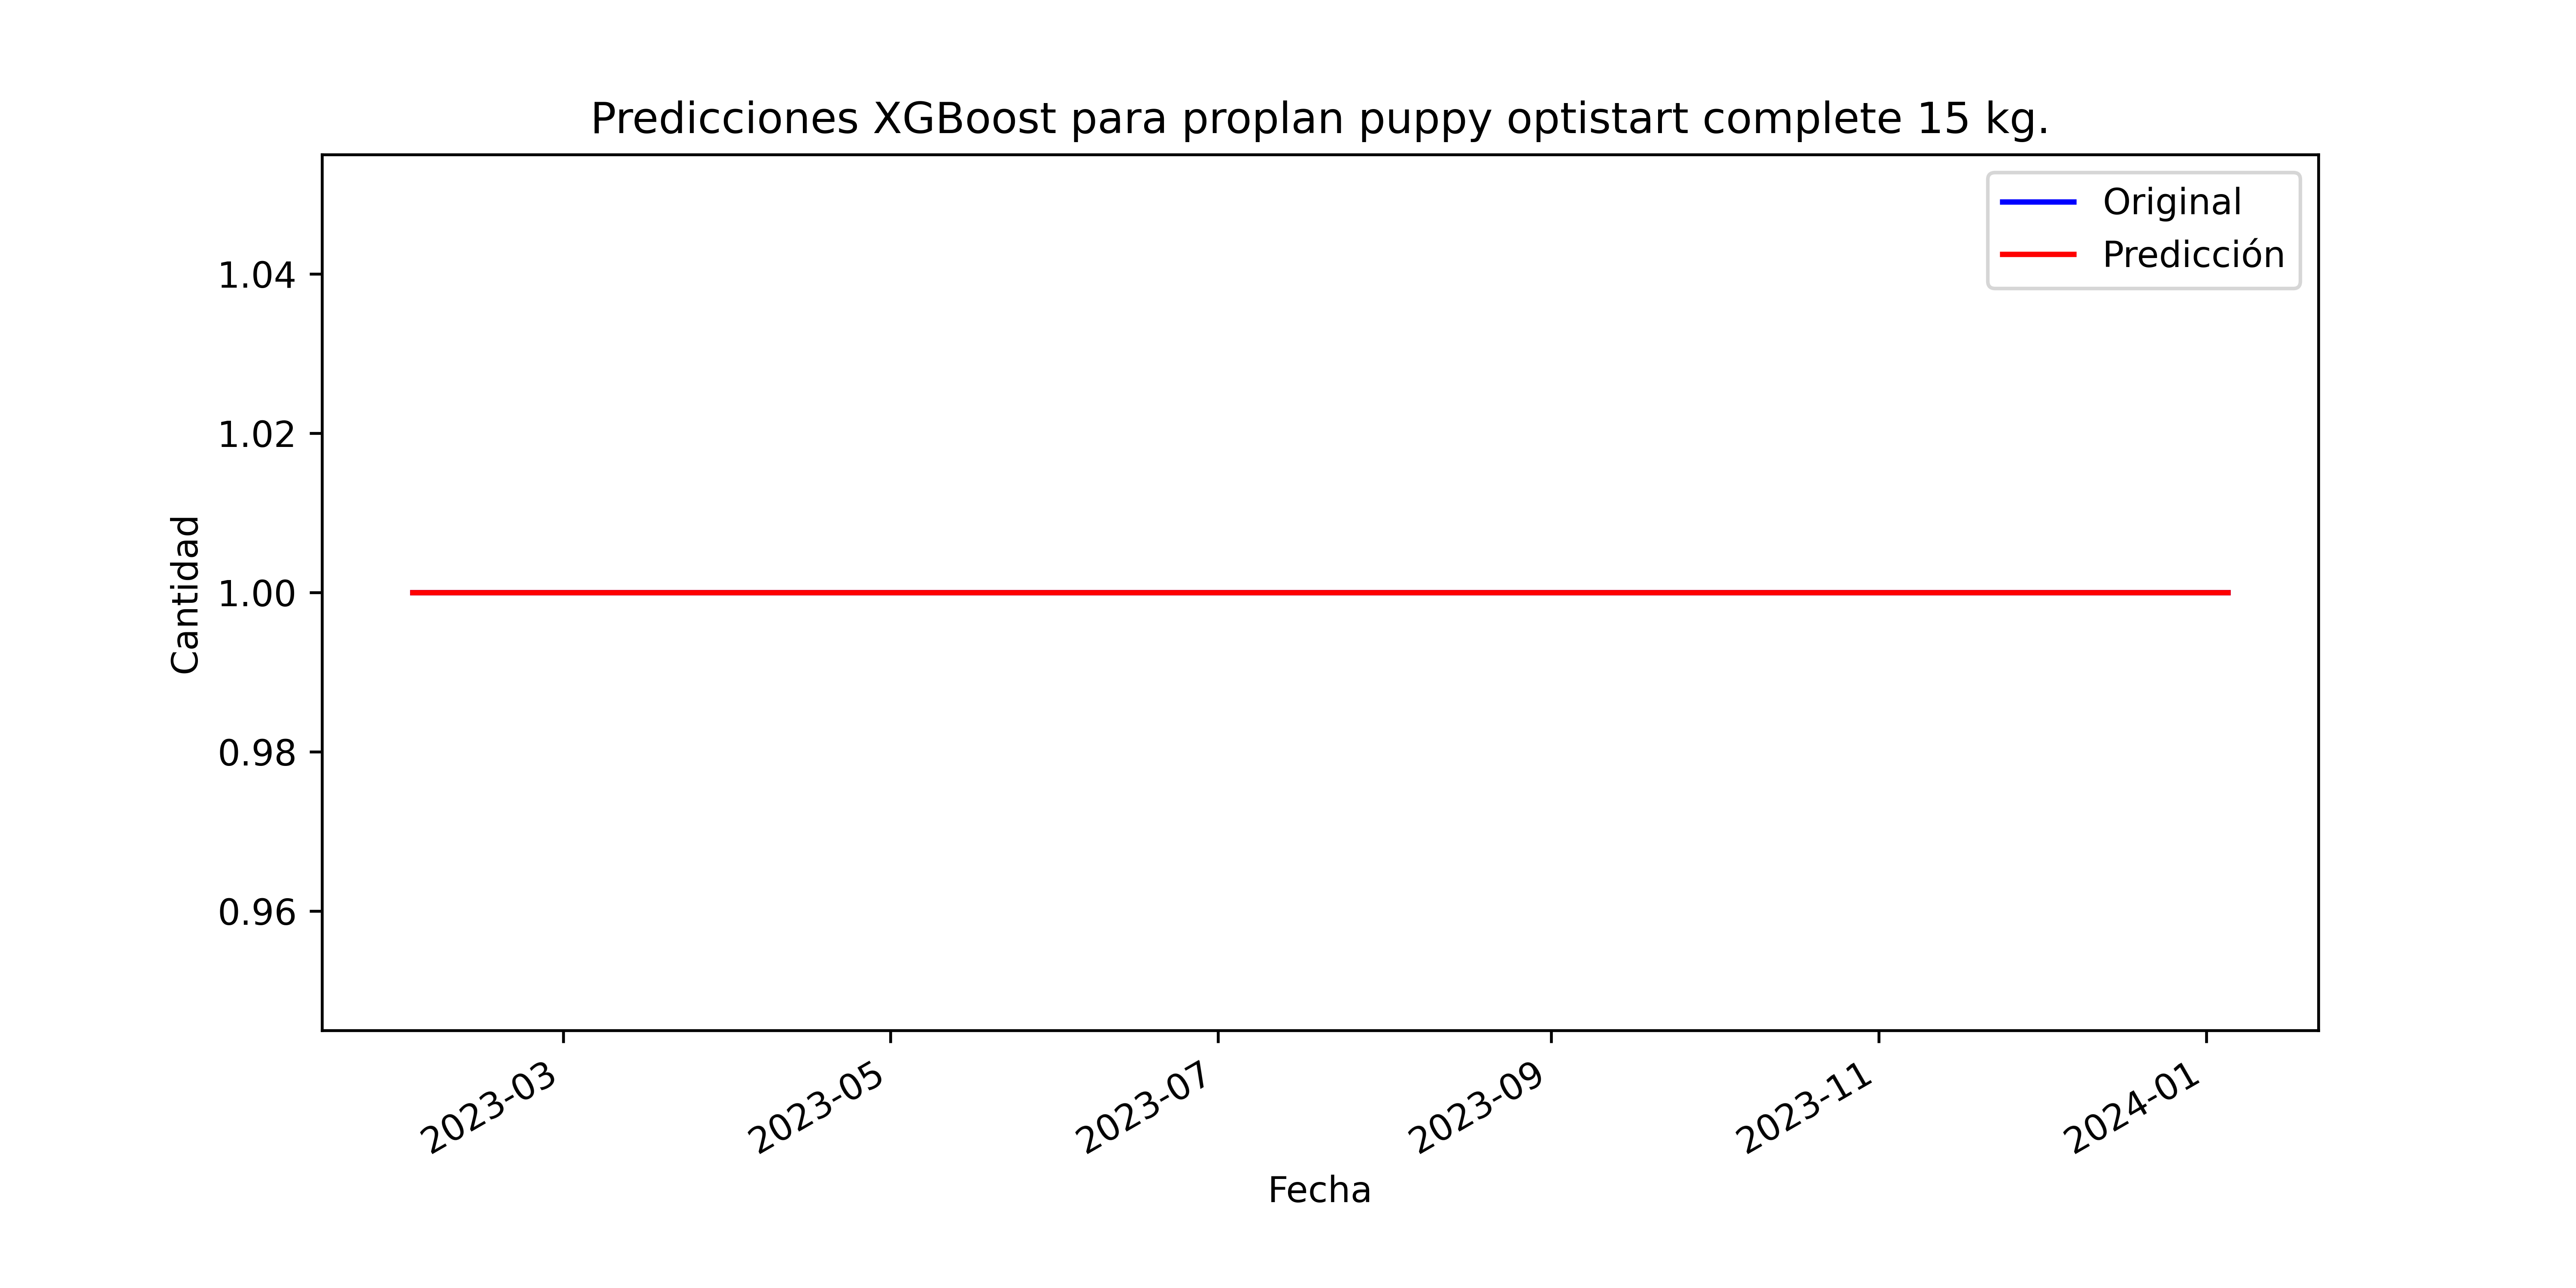 Predicciones XGBoost para proplan puppy optistart complete 15 kg.
Original
Predicción
1.04
1.02
1.00
0.98
0.96
Cantidad
2023-03
2023-05
2023-07
2023-09
2023-11
2024-01
Fecha